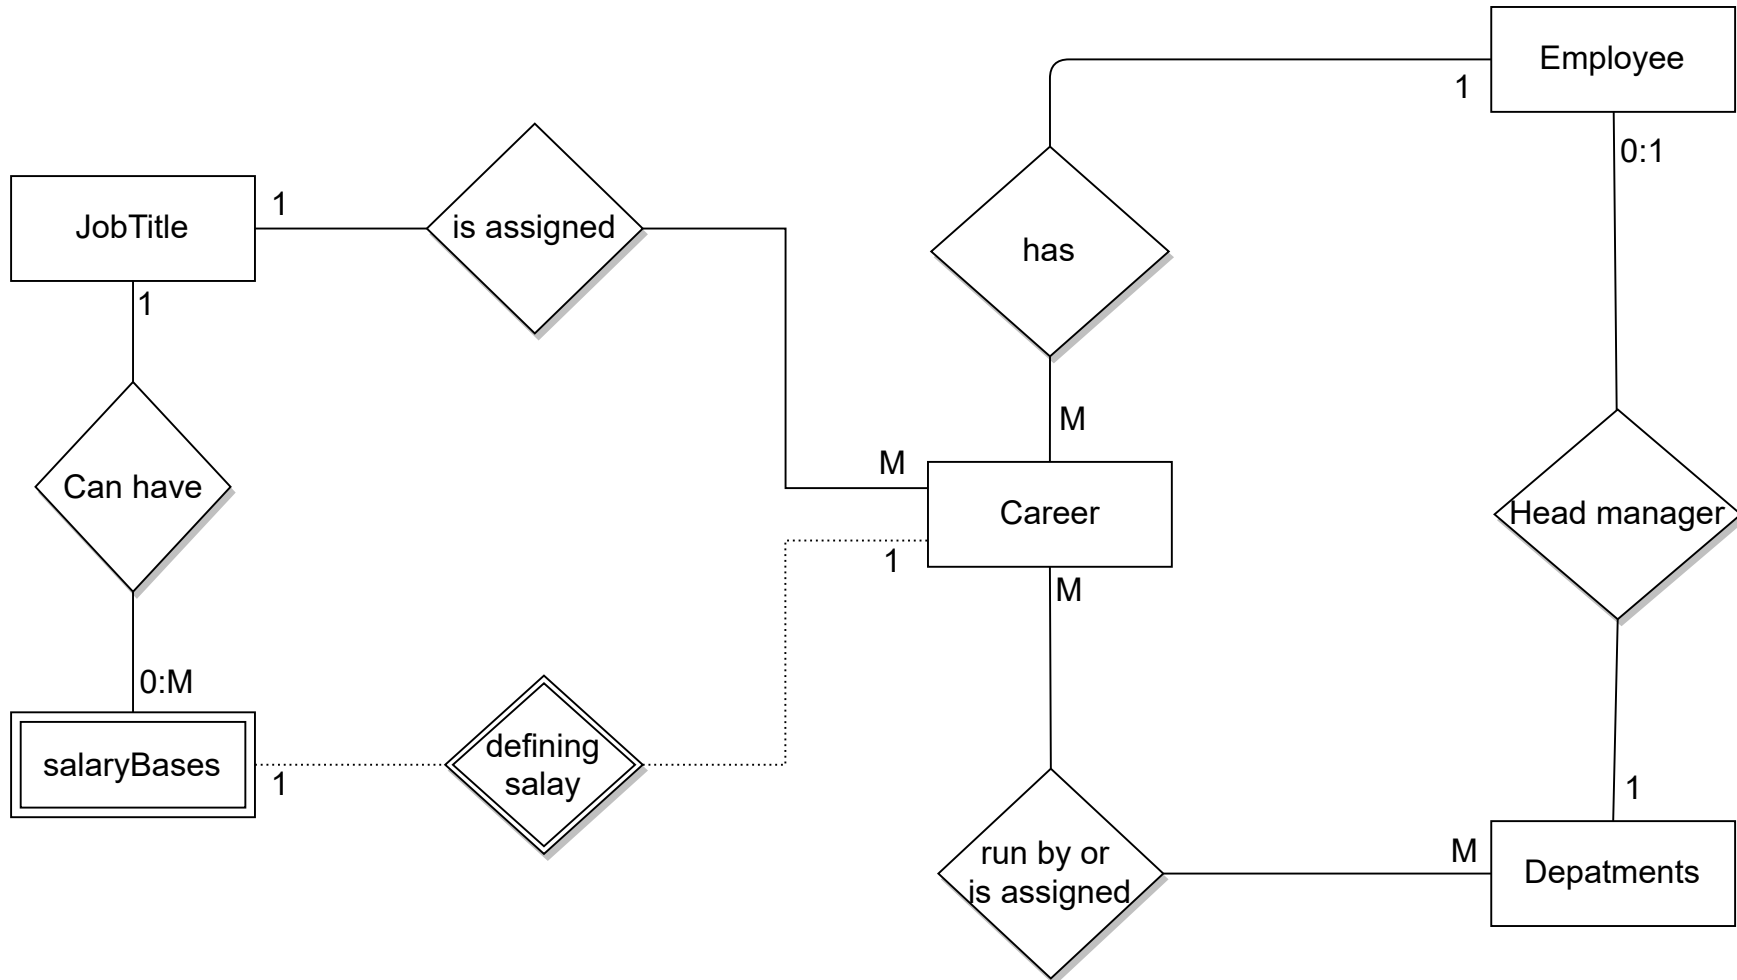 Employee
1
0:1
1
JobTitle
is assigned
has
1
M
M
Can have
Career
Head manager
1
M
0:M
defining
salay
salaryBases
1
1
run by or
is assigned
M
Depatments